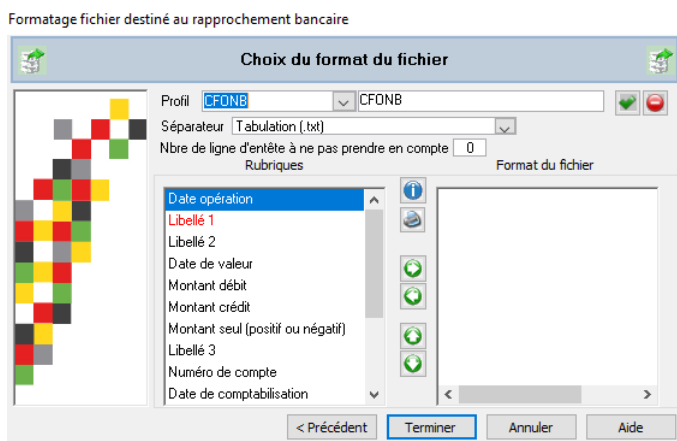 Formatage fichier destiné au rapprochement bancaire
Choix du format du fichier
Profil CFONB CFONB
Séparateur Tabulation (.txt)
Nbre de ligne d'entête à ne pas prendre en compte 0
Rubriques Format du fichier
Date opération
Libellé 1
Libellé 2
Date de valeur
Montant débit
Montant crédit
Montant seul (positif ou négatif)
Libellé 3
Numéro de compte
Date de comptabilisation
< Précédent Terminer Annuler Aide